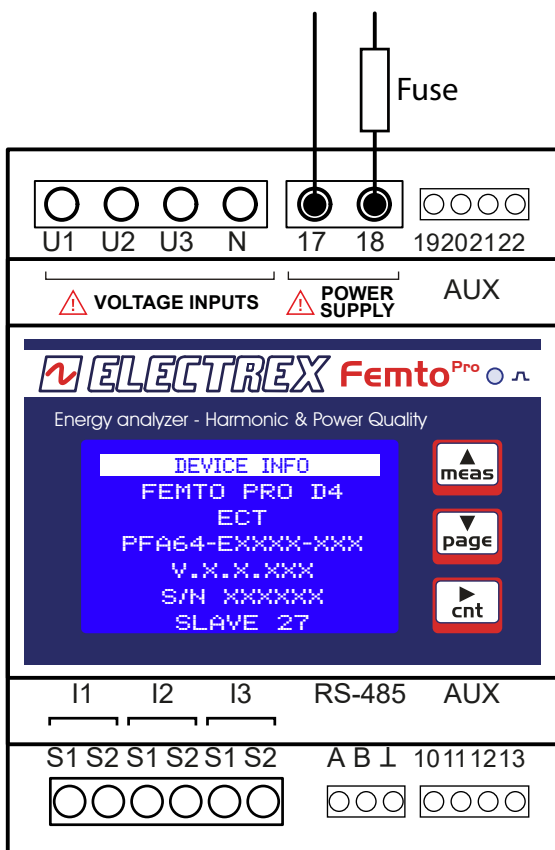 Fuse
U1 U2 U3 N 17 18 19202122
VOLTAGE INPUTS POWER SUPPLY AUX
ELECTREX Femto Pro
Energy analyzer - Harmonic & Power Quality
DEVICE INFO
FEMTO PRO D4
ECT
PFA64-EXXXX-XXX
V.X.X.XXX
S/N XXXXXX
SLAVE 27
meas
page
cnt
I1 I2 I3 RS-485 AUX
S1 S2 S1 S2 S1 S2 A B ⊥ 10111213